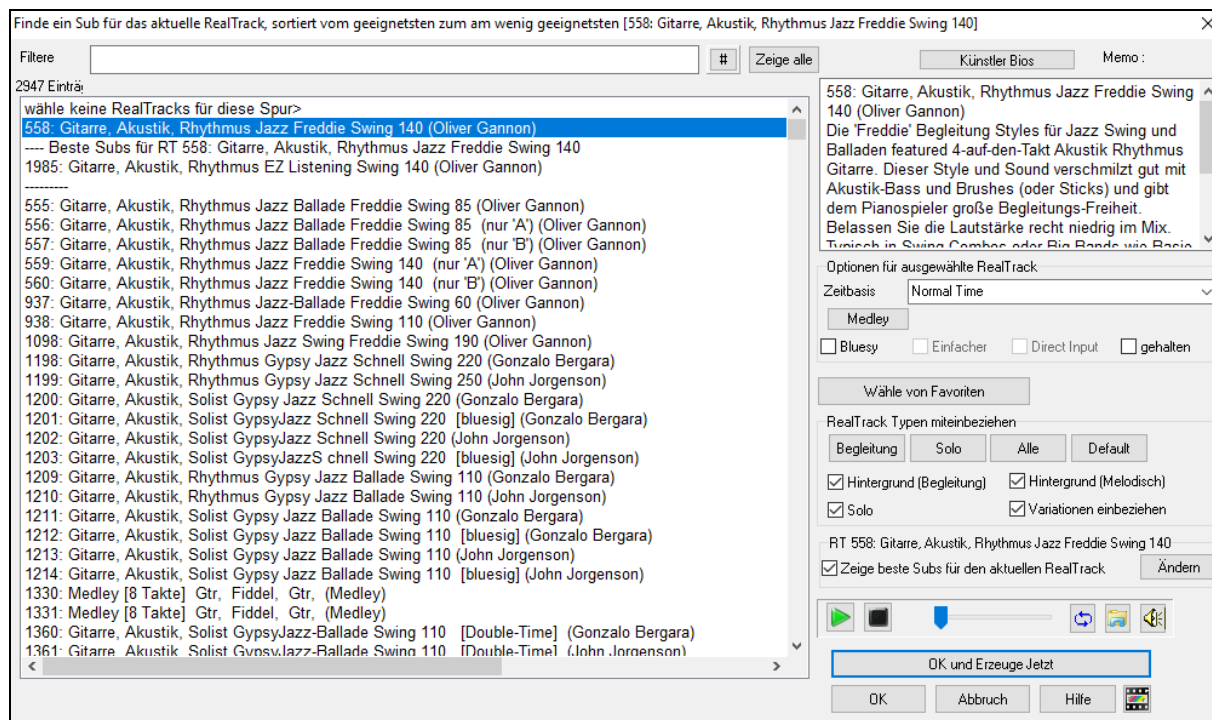 Finde ein Sub für das aktuelle RealTrack, sortiert vom geeignetsten zum am wenig geeignetsten [558: Gitarre, Akustik, Rhythmus Jazz Freddie Swing 140]
Filtere
#
Zeige alle
Künstler Bios
Memo :
2947 Einträ
wähle keine RealTracks für diese Spur>
558: Gitarre, Akustik, Rhythmus Jazz Freddie Swing 140 (Oliver Gannon)
---- Beste Subs für RT 558: Gitarre, Akustik, Rhythmus Jazz Freddie Swing 140
1985: Gitarre, Akustik, Rhythmus EZ Listening Swing 140 (Oliver Gannon)
---------
555: Gitarre, Akustik, Rhythmus Jazz Ballade Freddie Swing 85 (Oliver Gannon)
556: Gitarre, Akustik, Rhythmus Jazz Ballade Freddie Swing 85 (nur 'A') (Oliver Gannon)
557: Gitarre, Akustik, Rhythmus Jazz Ballade Freddie Swing 85 (nur 'B') (Oliver Gannon)
559: Gitarre, Akustik, Rhythmus Jazz Freddie Swing 140 (nur 'A') (Oliver Gannon)
560: Gitarre, Akustik, Rhythmus Jazz Freddie Swing 140 (nur 'B') (Oliver Gannon)
937: Gitarre, Akustik, Rhythmus Jazz-Ballade Freddie Swing 60 (Oliver Gannon)
938: Gitarre, Akustik, Rhythmus Jazz Freddie Swing 110 (Oliver Gannon)
1098: Gitarre, Akustik, Rhythmus Jazz Swing Freddie Swing 190 (Oliver Gannon)
1198: Gitarre, Akustik, Rhythmus Gypsy Jazz Schnell Swing 220 (Gonzalo Bergara)
1199: Gitarre, Akustik, Rhythmus Gypsy Jazz Schnell Swing 250 (John Jorgenson)
1200: Gitarre, Akustik, Solist Gypsy Jazz Schnell Swing 220 (Gonzalo Bergara)
1201: Gitarre, Akustik, Solist GypsyJazz Schnell Swing 220 [bluesig] (Gonzalo Bergara)
1202: Gitarre, Akustik, Solist GypsyJazz Schnell Swing 220 (John Jorgenson)
1203: Gitarre, Akustik, Solist GypsyJazzS chnell Swing 220 [bluesig] (John Jorgenson)
1209: Gitarre, Akustik, Rhythmus Gypsy Jazz Ballade Swing 110 (Gonzalo Bergara)
1210: Gitarre, Akustik, Rhythmus Gypsy Jazz Ballade Swing 110 (John Jorgenson)
1211: Gitarre, Akustik, Solist Gypsy Jazz Ballade Swing 110 (Gonzalo Bergara)
1212: Gitarre, Akustik, Solist Gypsy Jazz Ballade Swing 110 [bluesig] (Gonzalo Bergara)
1213: Gitarre, Akustik, Solist Gypsy Jazz Ballade Swing 110 (John Jorgenson)
1214: Gitarre, Akustik, Solist Gypsy Jazz Ballade Swing 110 [bluesig] (John Jorgenson)
1330: Medley [8 Takte] Gtr, Fiddel, Gtr, (Medley)
1331: Medley [8 Takte] Gtr, Fiddel, Gtr, (Medley)
1360: Gitarre, Akustik, Solist GypsyJazz-Ballade Swing 110 [Double-Time] (Gonzalo Bergara)
1361: Gitarre, Akustik, Solist GypsyJazz-Ballade Swing 110 [Double-Time] (John Jorgenson)
558: Gitarre, Akustik, Rhythmus Jazz Freddie Swing
140 (Oliver Gannon)
Die 'Freddie' Begleitung Styles für Jazz Swing und
Balladen featured 4-auf-den-Takt Akustik Rhythmus
Gitarre. Dieser Style und Sound verschmilzt gut mit
Akustik-Bass und Brushes (oder Sticks) und gibt
dem Pianospieler große Begleitungs-Freiheit.
Belassen Sie die Lautstärke recht niedrig im Mix.
Typisch in Swing Combos oder Big Bands wie Basie
Optionen für ausgewählte RealTrack
Zeitbasis
Normal Time
Medley
Bluesy
Einfacher
Direct Input
gehalten
Wähle von Favoriten
RealTrack Typen miteinbeziehen
Begleitung
Solo
Alle
Default
Hintergrund (Begleitung)
Hintergrund (Melodisch)
Solo
Variationen einbeziehen
RT 558: Gitarre, Akustik, Rhythmus Jazz Freddie Swing 140
Zeige beste Subs für den aktuellen RealTrack
Ändern
OK und Erzeuge Jetzt
OK
Abbruch
Hilfe